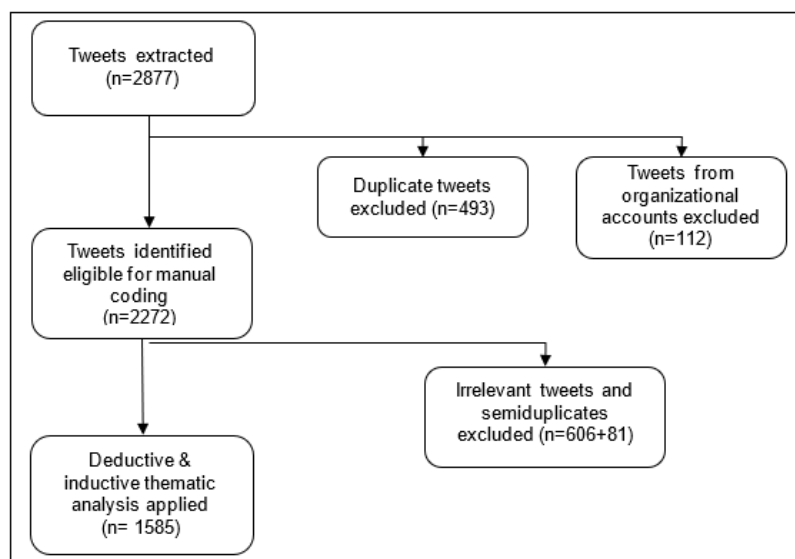 Tweets extracted
(n=2877)
Duplicate tweets
excluded (n=493)
Tweets from
organizational
accounts excluded
(n=112)
Tweets identified
eligible for manual
coding
(n=2272)
Irrelevant tweets and
semiduplicates
excluded (n=606+81)
Deductive &
inductive thematic
analysis applied
(n= 1585)